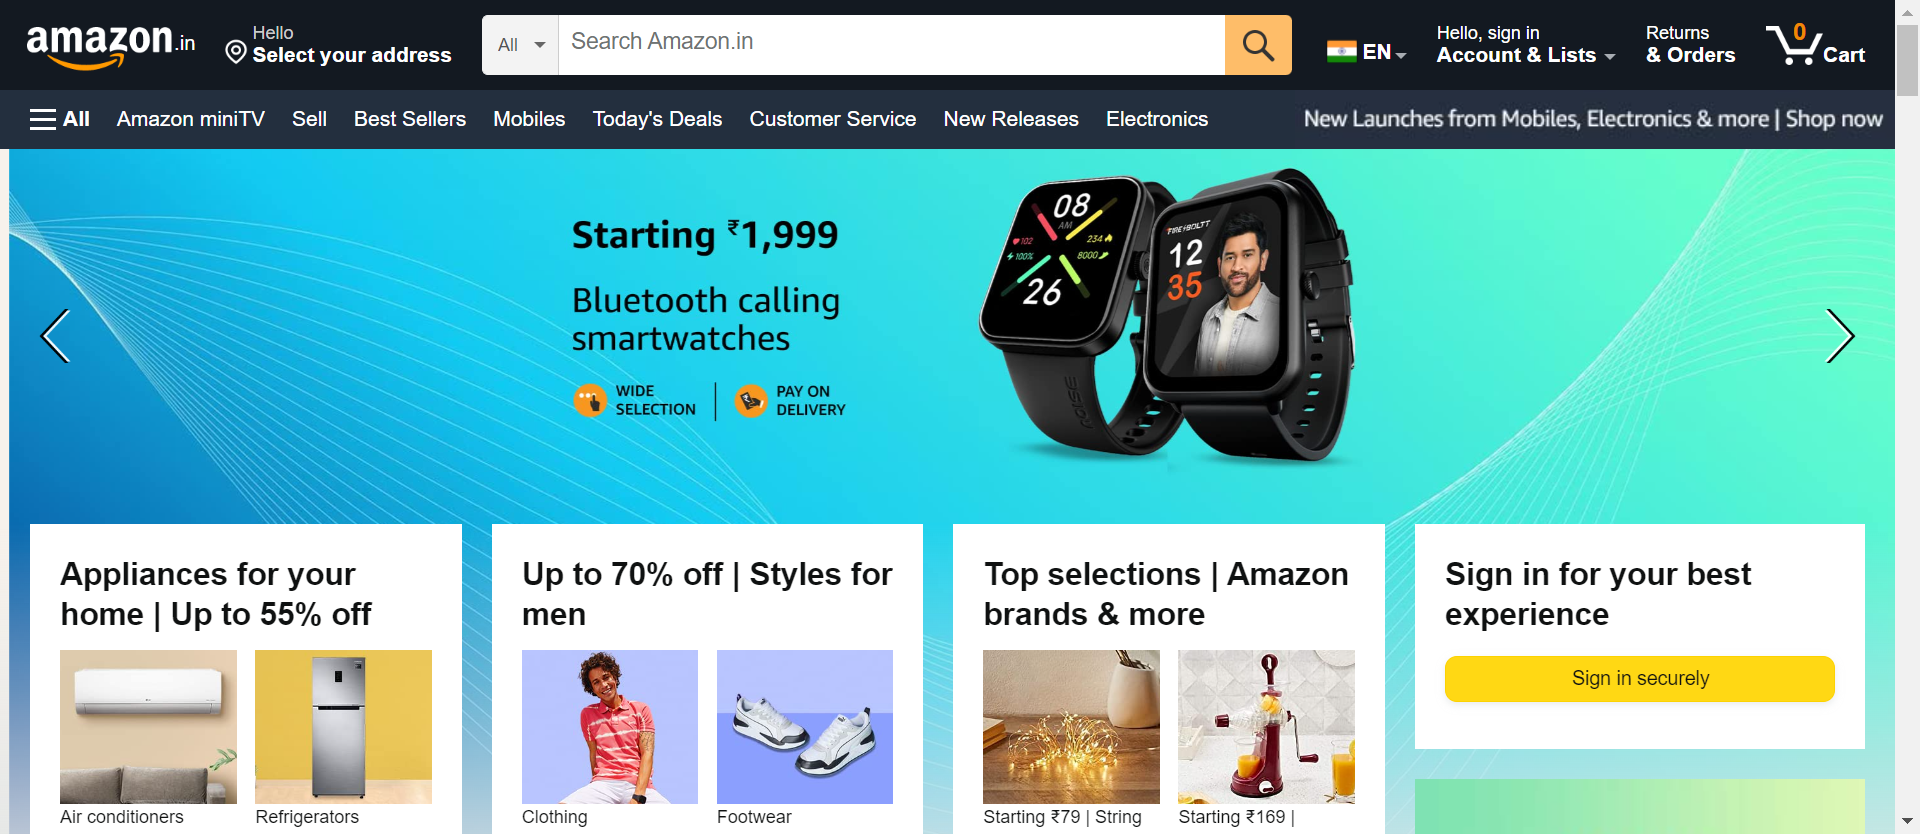 amazon.in
Hello
Select your address
All
Search Amazon.in
EN
Hello, sign in
Account & Lists
Returns
& Orders
0
Cart
All
Amazon miniTV
Sell
Best Sellers
Mobiles
Today's Deals
Customer Service
New Releases
Electronics
New Launches from Mobiles, Electronics & more | Shop now
Starting ₹1,999
Bluetooth calling
smartwatches
WIDE
SELECTION
PAY ON
DELIVERY
08
AM
102
234
100%
8000
26
NOISE
FIRE-BOLTT
12
35
Appliances for your
home | Up to 55% off
Air conditioners
Refrigerators
Up to 70% off | Styles for
men
Clothing
Footwear
Top selections | Amazon
brands & more
Starting ₹79 | String
Starting ₹169 |
Sign in for your best
experience
Sign in securely